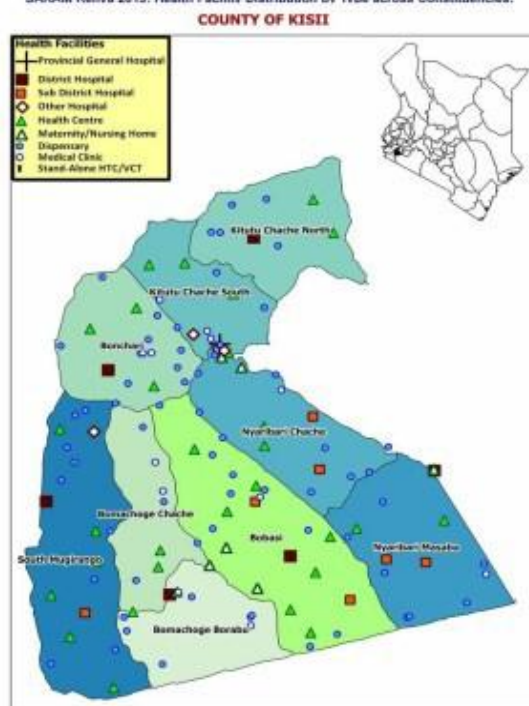 COUNTY OF KISII
Health Facilities
Provincial General Hospital
District Hospital
Sub District Hospital
Other Hospital
Health Centre
Maternity/Nursing Home
Dispensary
Medical Clinic
Stand-Alone HTC/VCT
Kitutu Chache North
Kitutu Chache South
Bonchari
Nyaribari Chache
Bomachoge Chache
Bobasi
Nyaribari Masaba
South Mugirango
Bomachoge Borabu